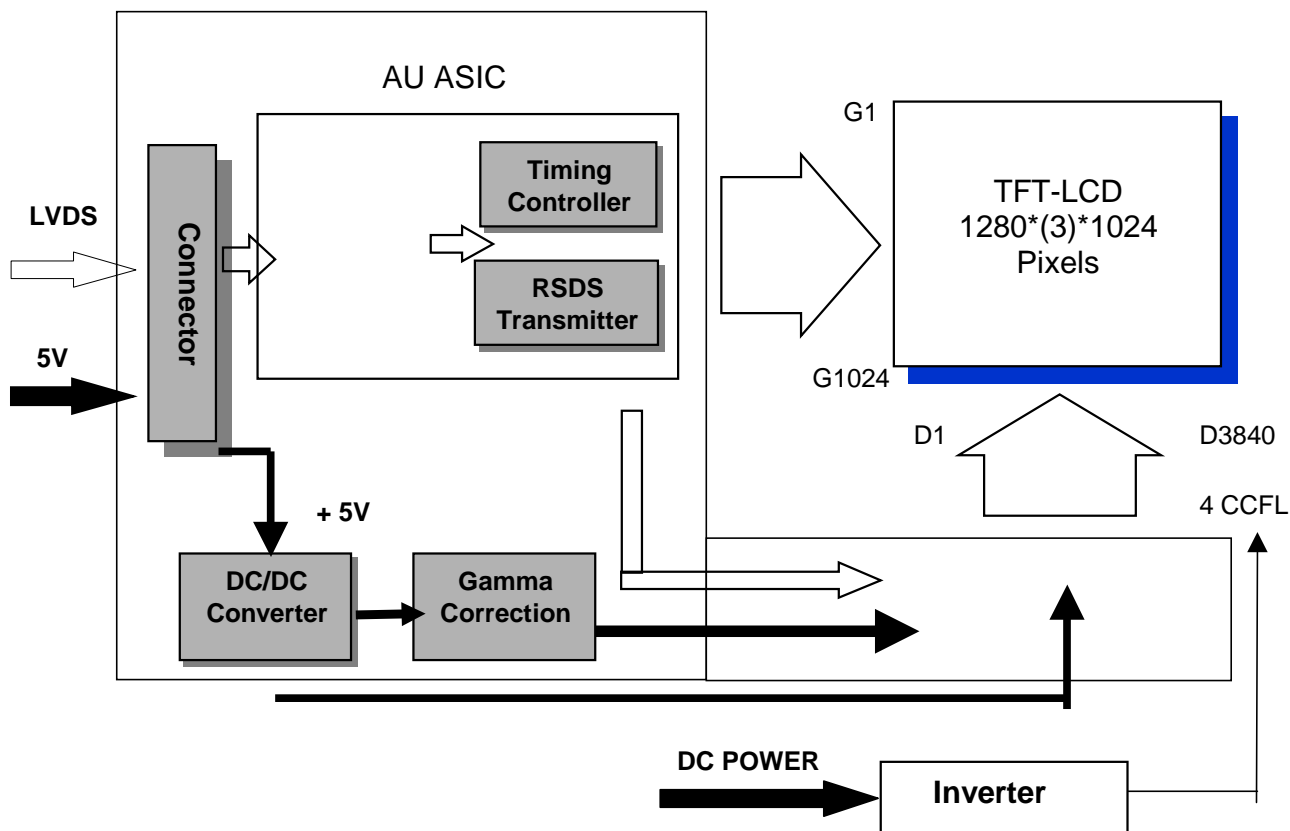 AU ASIC
G1
Timing
Controller
TFT-LCD
1280*(3)*1024
Pixels
LVDS
Connector
RSDS
Transmitter
5V
G1024
D1
D3840
4 CCFL
+ 5V
DC/DC
Converter
Gamma
Correction
DC POWER
Inverter